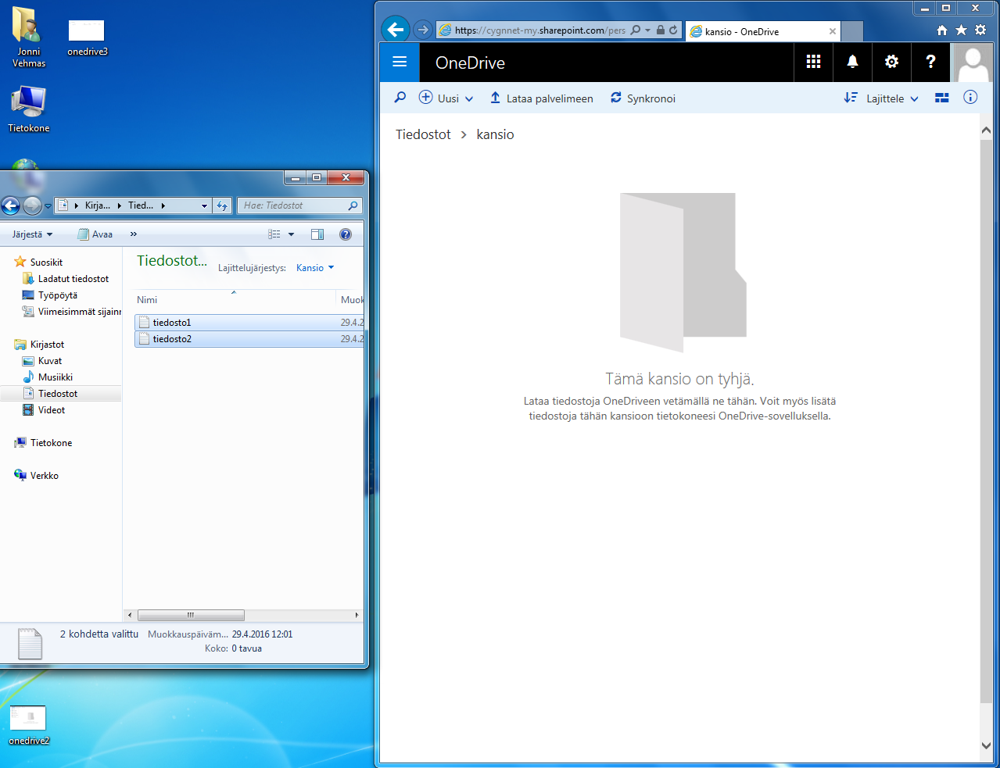 Jonni
Vehmas
onedrive3
Tietokone
Kirja...
Tied...
Hae: Tiedostot
Järjestä
Avaa
»
Suosikit
Ladatut tiedostot
Työpöytä
Viimeisimmät sijainn
Kirjastot
Kuvat
Musiikki
Tiedostot
Videot
Tietokone
Verkko
Tiedostot...
Lajittelujärjestys: Kansio
Nimi Muok
tiedosto1 29.4.2
tiedosto2 29.4.2
2 kohdetta valittu Muokkauspäiväm... 29.4.2016 12:01
Koko: 0 tavua
onedrive2
https://cygnnet-my.sharepoint.com/pers
kansio - OneDrive
OneDrive
?
Uusi Lataa palvelimeen Synkronoi Lajittele
Tiedostot > kansio
Tämä kansio on tyhjä.
Lataa tiedostoja OneDriveen vetämällä ne tähän. Voit myös lisätä
tiedostoja tähän kansioon tietokoneesi OneDrive-sovelluksella.